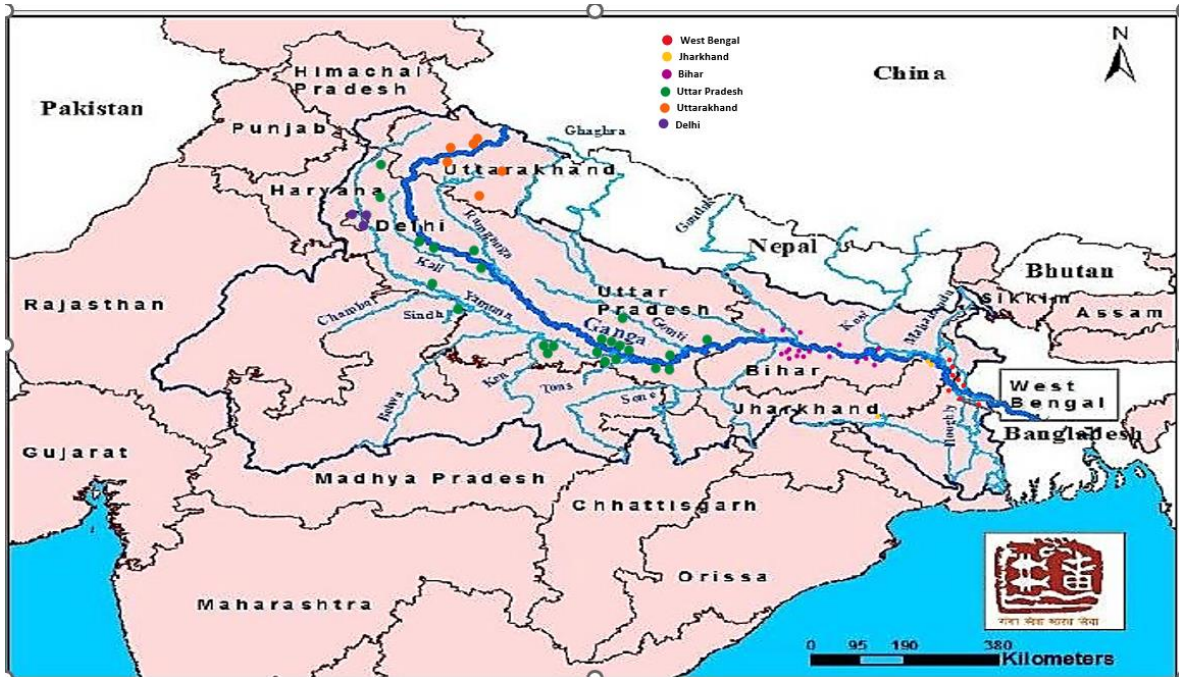 West Bengal
Jharkhand
Bihar
Uttar Pradesh
Uttarakhand
Delhi
N
China
Himachal
Pradesh
Pakistan
Punjab
Ghaghra
Uttarakhand
Haryana
Delhi
Ramganga
Gandak
Nepal
Bhutan
Kali
Rajasthan
Uttar
Pradesh
Sikkim
Assam
Chambal
Sindh
Yamuna
Ganga
Gomti
Kosi
Mahananda
Bihar
West
Bengal
Ken
Tons
Sone
Betwa
Jharkhand
Hooghly
Bangladesh
Gujarat
Madhya Pradesh
Chhattisgarh
Orissa
Maharashtra
0 95 190 380
Kilometers